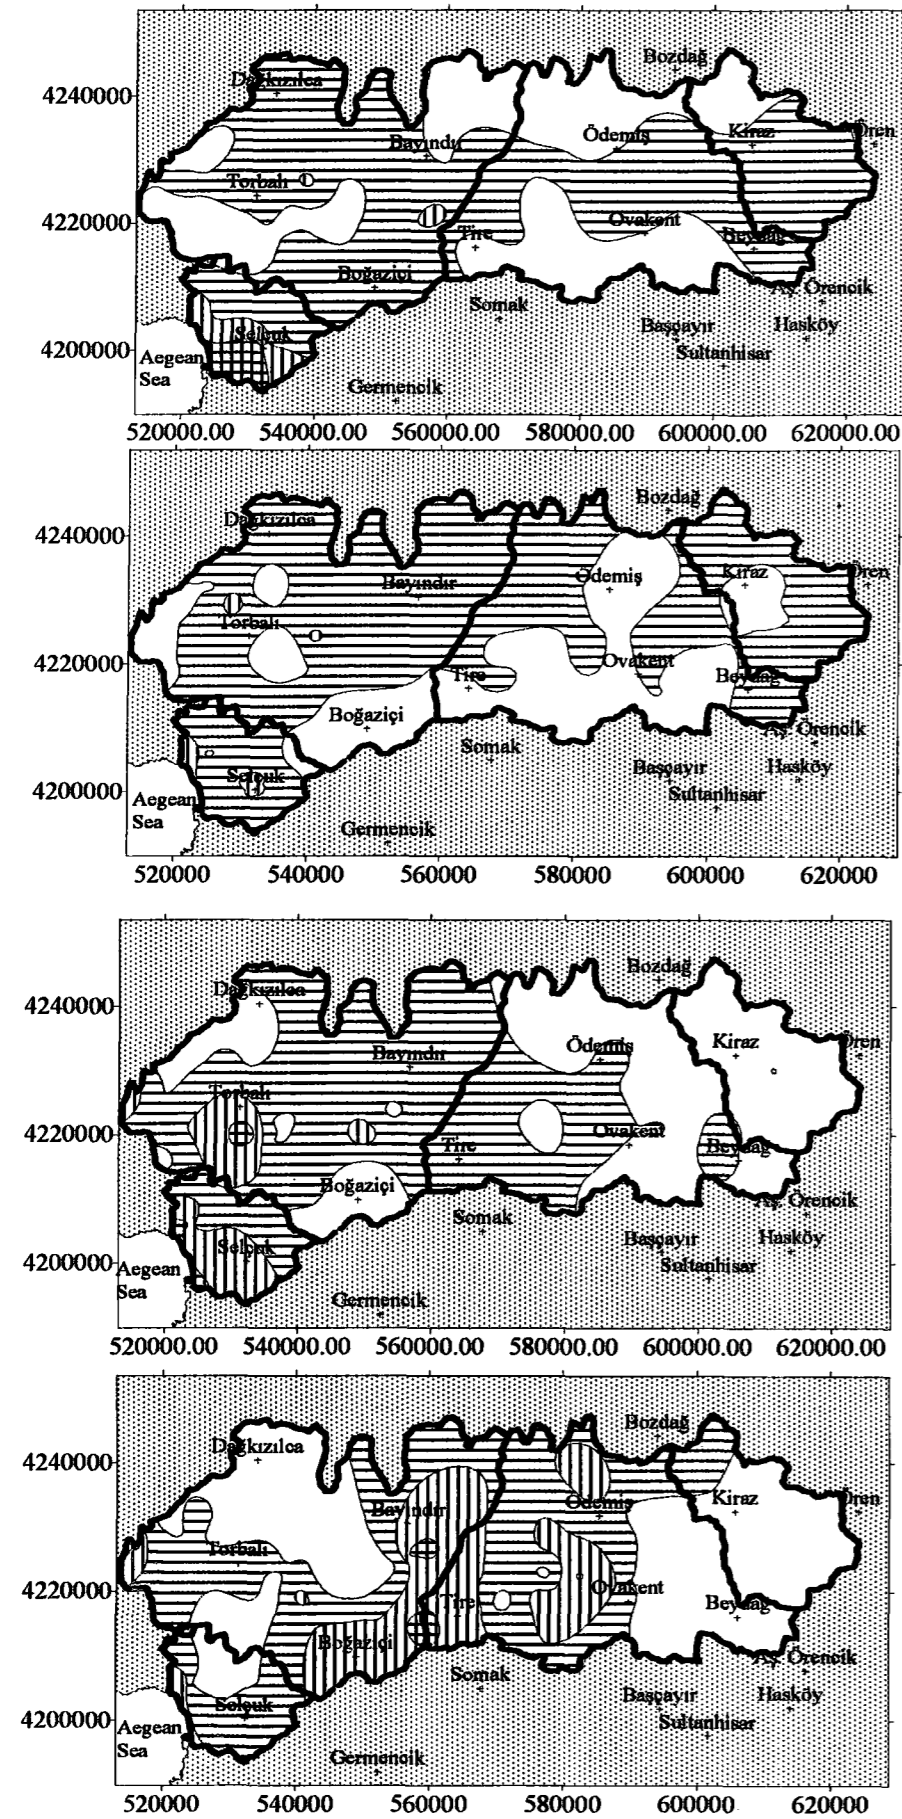 Bozdağ
4240000
Dağkızılca
Ödemiş
Kiraz
Ören
Bayındır
Torbalı
4220000
Ovakent
Tire
Beydağ
Boğaziçi
Aş. Örencik
Somak
Selçuk
Başçayır
Hasköy
4200000
Aegean
Sea
Sultanhisar
Germencik
520000.00 540000.00 560000.00 580000.00 600000.00 620000.00
Bozdağ
Dağkızılca
4240000
Ödemiş
Kiraz
Ören
Bayındır
Torbalı
4220000
Ovakent
Tire
Beydağ
Boğaziçi
Aş. Örencik
Somak
Başçayır
Hasköy
Selçuk
4200000
Aegean
Sea
Sultanhisar
Germencik
520000 540000 560000 580000 600000 620000
Bozdağ
Dağkızılca
4240000
Ödemiş
Kiraz
Ören
Bayındır
Torbalı
4220000
Ovakent
Tire
Beydağ
Boğaziçi
Aş. Örencik
Somak
Başçayır
Hasköy
Selçuk
4200000
Aegean
Sea
Sultanhisar
Germencik
520000.00 540000.00 560000.00 580000.00 600000.00 620000.00
Bozdağ
Dağkızılca
4240000
Ödemiş
Kiraz
Ören
Bayındır
Torbalı
4220000
Ovakent
Tire
Beydağ
Boğaziçi
Aş. Örencik
Somak
Başçayır
Hasköy
Selçuk
4200000
Aegean
Sea
Sultanhisar
Germencik
520000 540000 560000 580000 600000 620000